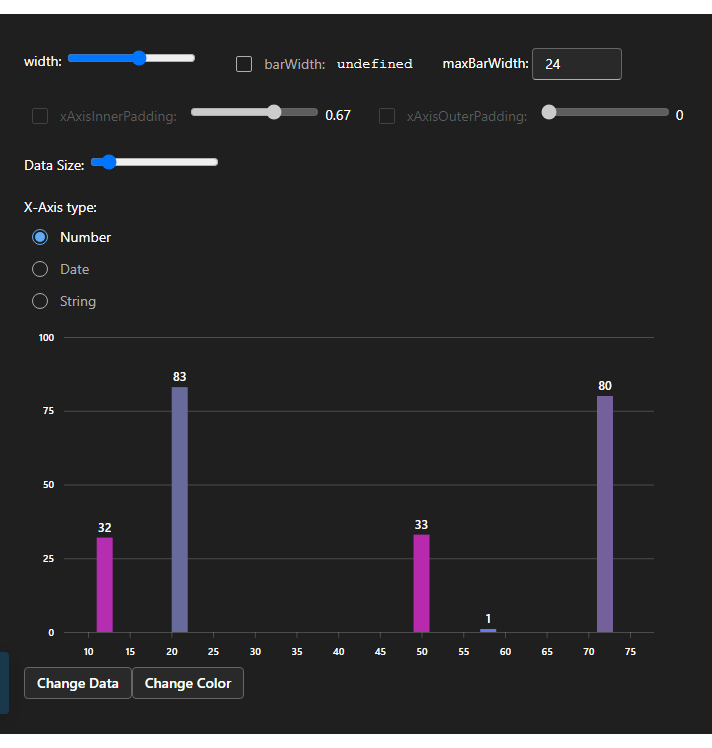 width: barWidth: undefined maxBarWidth: 24
xAxisInnerPadding: 0.67 xAxisOuterPadding: 0
Data Size:
X-Axis type:
Number
Date
String
100
83
80
75
50
32
33
25
1
0
10 15 20 25 30 35 40 45 50 55 60 65 70 75
Change Data Change Color